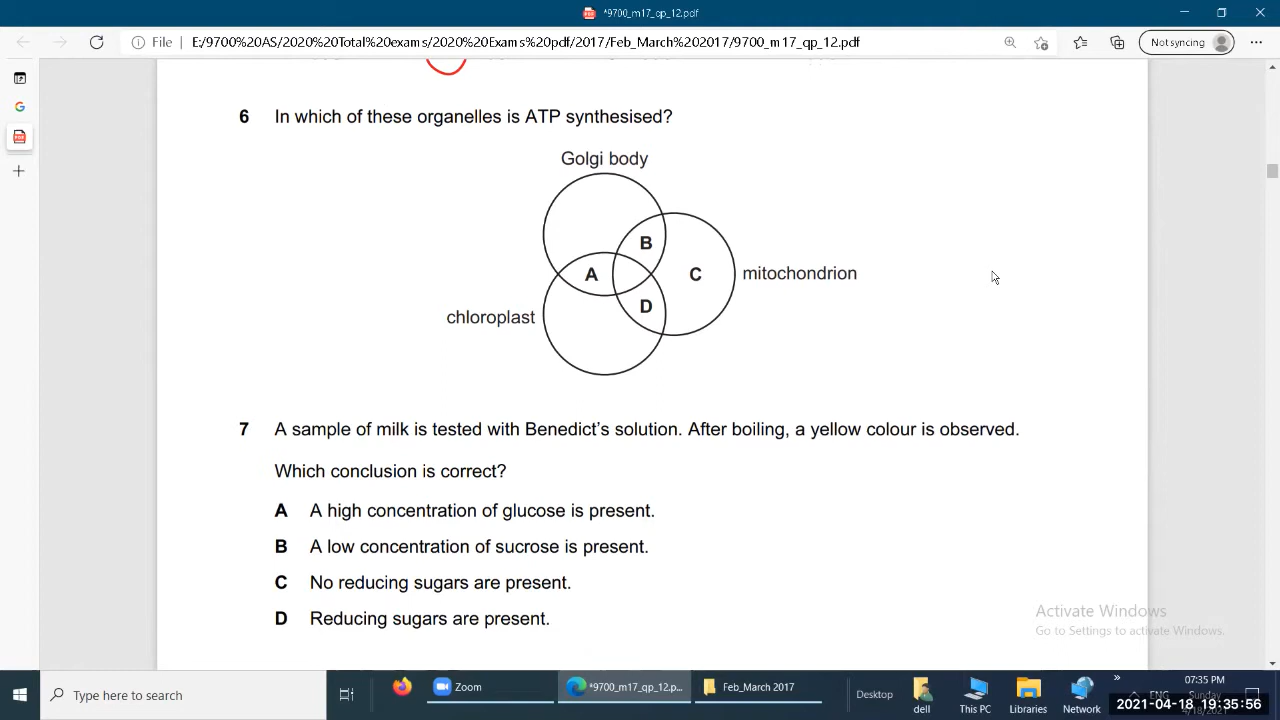 *9700_m17_qp_12.pdf
File
E:/9700%20AS/2020%20Total%20exams/2020%20Exams%20pdf/2017/Feb_March%202017/9700_m17_qp_12.pdf
Not syncing
6 In which of these organelles is ATP synthesised?
Golgi body
B
A
C
mitochondrion
D
chloroplast
7 A sample of milk is tested with Benedict's solution. After boiling, a yellow colour is observed.
Which conclusion is correct?
A A high concentration of glucose is present.
B A low concentration of sucrose is present.
C No reducing sugars are present.
D Reducing sugars are present.
Activate Windows
Go to Settings to activate Windows.
Type here to search
Zoom
*9700_m17_qp_12.p...
Feb_March 2017
Desktop
dell
This PC
Libraries
Network
ENG
07:35 PM
Sunday
2021-04-18 19:35:56